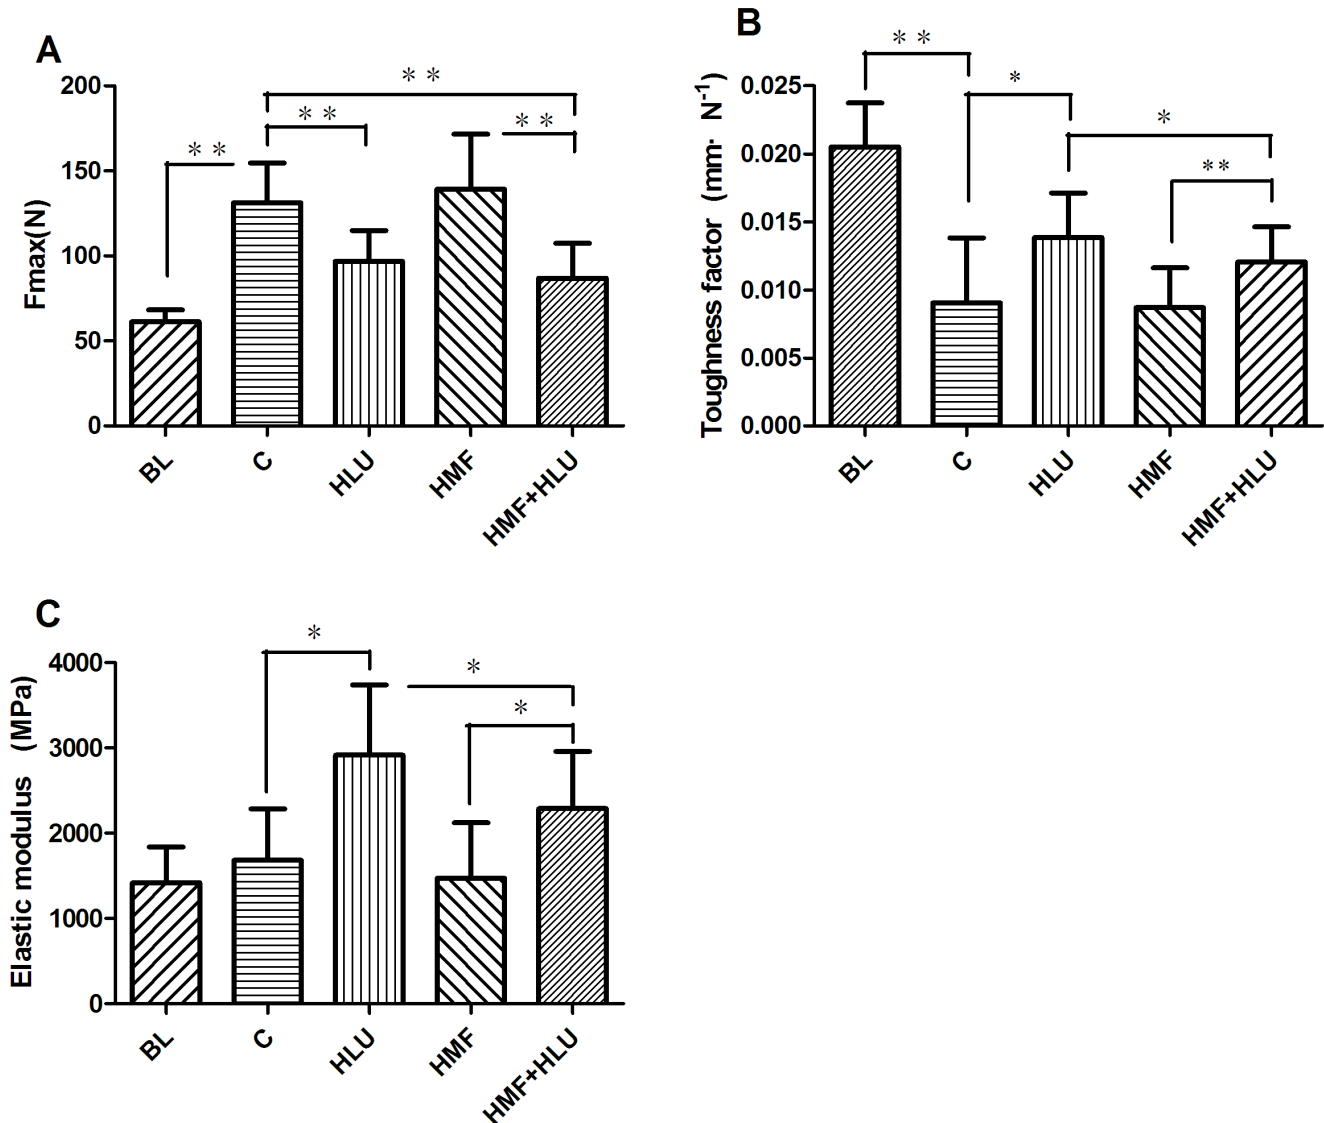 A
Fmax(N)
200
150
100
50
0
** 
**
**
**
BL
C
HLU
HMF
HMF+HLU
B
Toughness factor (mm· N-1)
0.025
0.020
0.015
0.010
0.005
0.000
**
*
*
**
BL
C
HLU
HMF
HMF+HLU
C
Elastic modulus (MPa)
4000
3000
2000
1000
0
*
*
*
BL
C
HLU
HMF
HMF+HLU